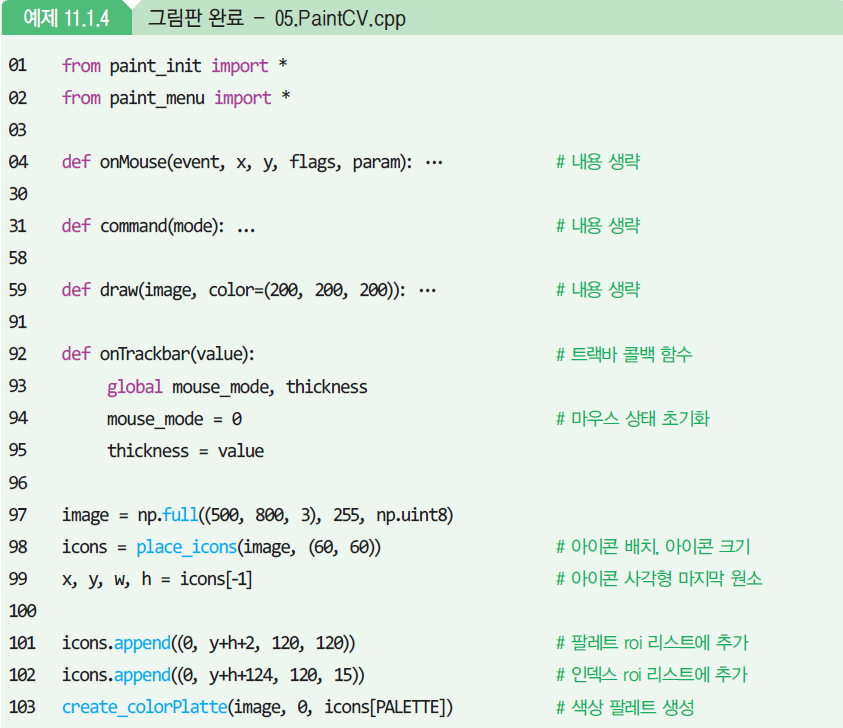 예제 11.1.4 그림판 완료 - 05.PaintCV.cpp
01 from paint_init import *
02 from paint_menu import *
03
04 def onMouse(event, x, y, flags, param): … # 내용 생략
30
31 def command(mode): … # 내용 생략
58
59 def draw(image, color=(200, 200, 200)): … # 내용 생략
91
92 def onTrackbar(value): # 트랙바 콜백 함수
93 global mouse_mode, thickness
94 mouse_mode = 0 # 마우스 상태 초기화
95 thickness = value
96
97 image = np.full((500, 800, 3), 255, np.uint8)
98 icons = place_icons(image, (60, 60)) # 아이콘 배치, 아이콘 크기
99 x, y, w, h = icons[-1] # 아이콘 사각형 마지막 원소
100
101 icons.append((0, y+h+2, 120, 120)) # 팔레트 roi 리스트에 추가
102 icons.append((0, y+h+124, 120, 15)) # 인덱스 roi 리스트에 추가
103 create_colorPlatte(image, 0, icons[PALETTE]) # 색상 팔레트 생성